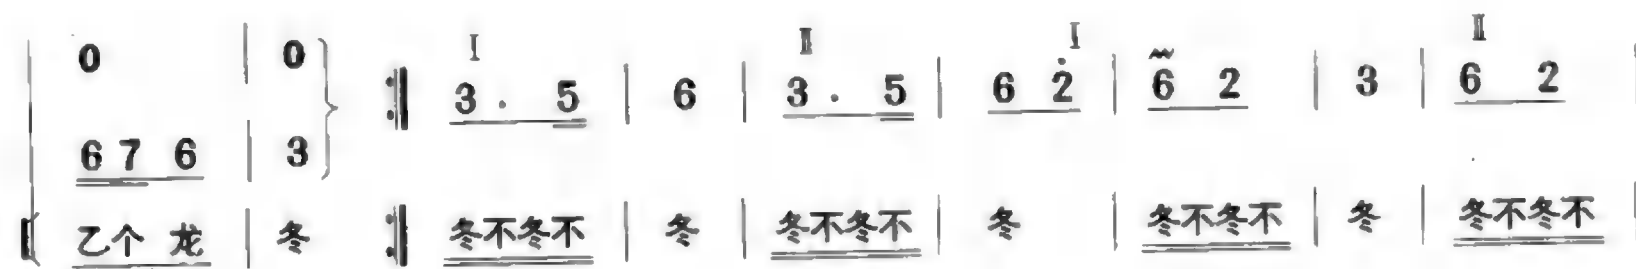 Ⅰ Ⅱ Ⅰ Ⅱ
0 | 0 :‖ 3 . 5 | 6 | 3 . 5 | 6 2̇ | 6 2 | 3 | 6 2 |
6 7 6 | 3
乙个 龙 | 冬 :‖ 冬不冬不 | 冬 | 冬不冬不 | 冬 | 冬不冬不 | 冬 | 冬不冬不 |